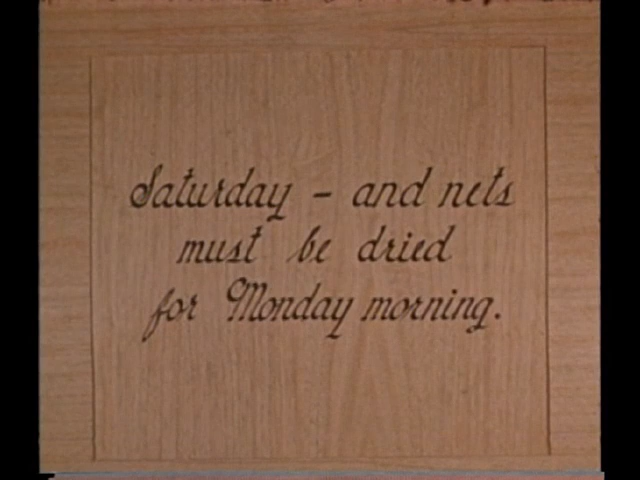 Saturday – and nets
must be dried
for Monday morning.